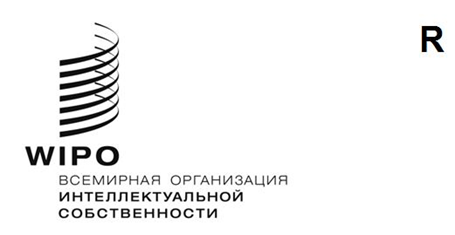 R
WIPO
ВСЕМИРНАЯ ОРГАНИЗАЦИЯ
ИНТЕЛЛЕКТУАЛЬНОЙ
СОБСТВЕННОСТИ